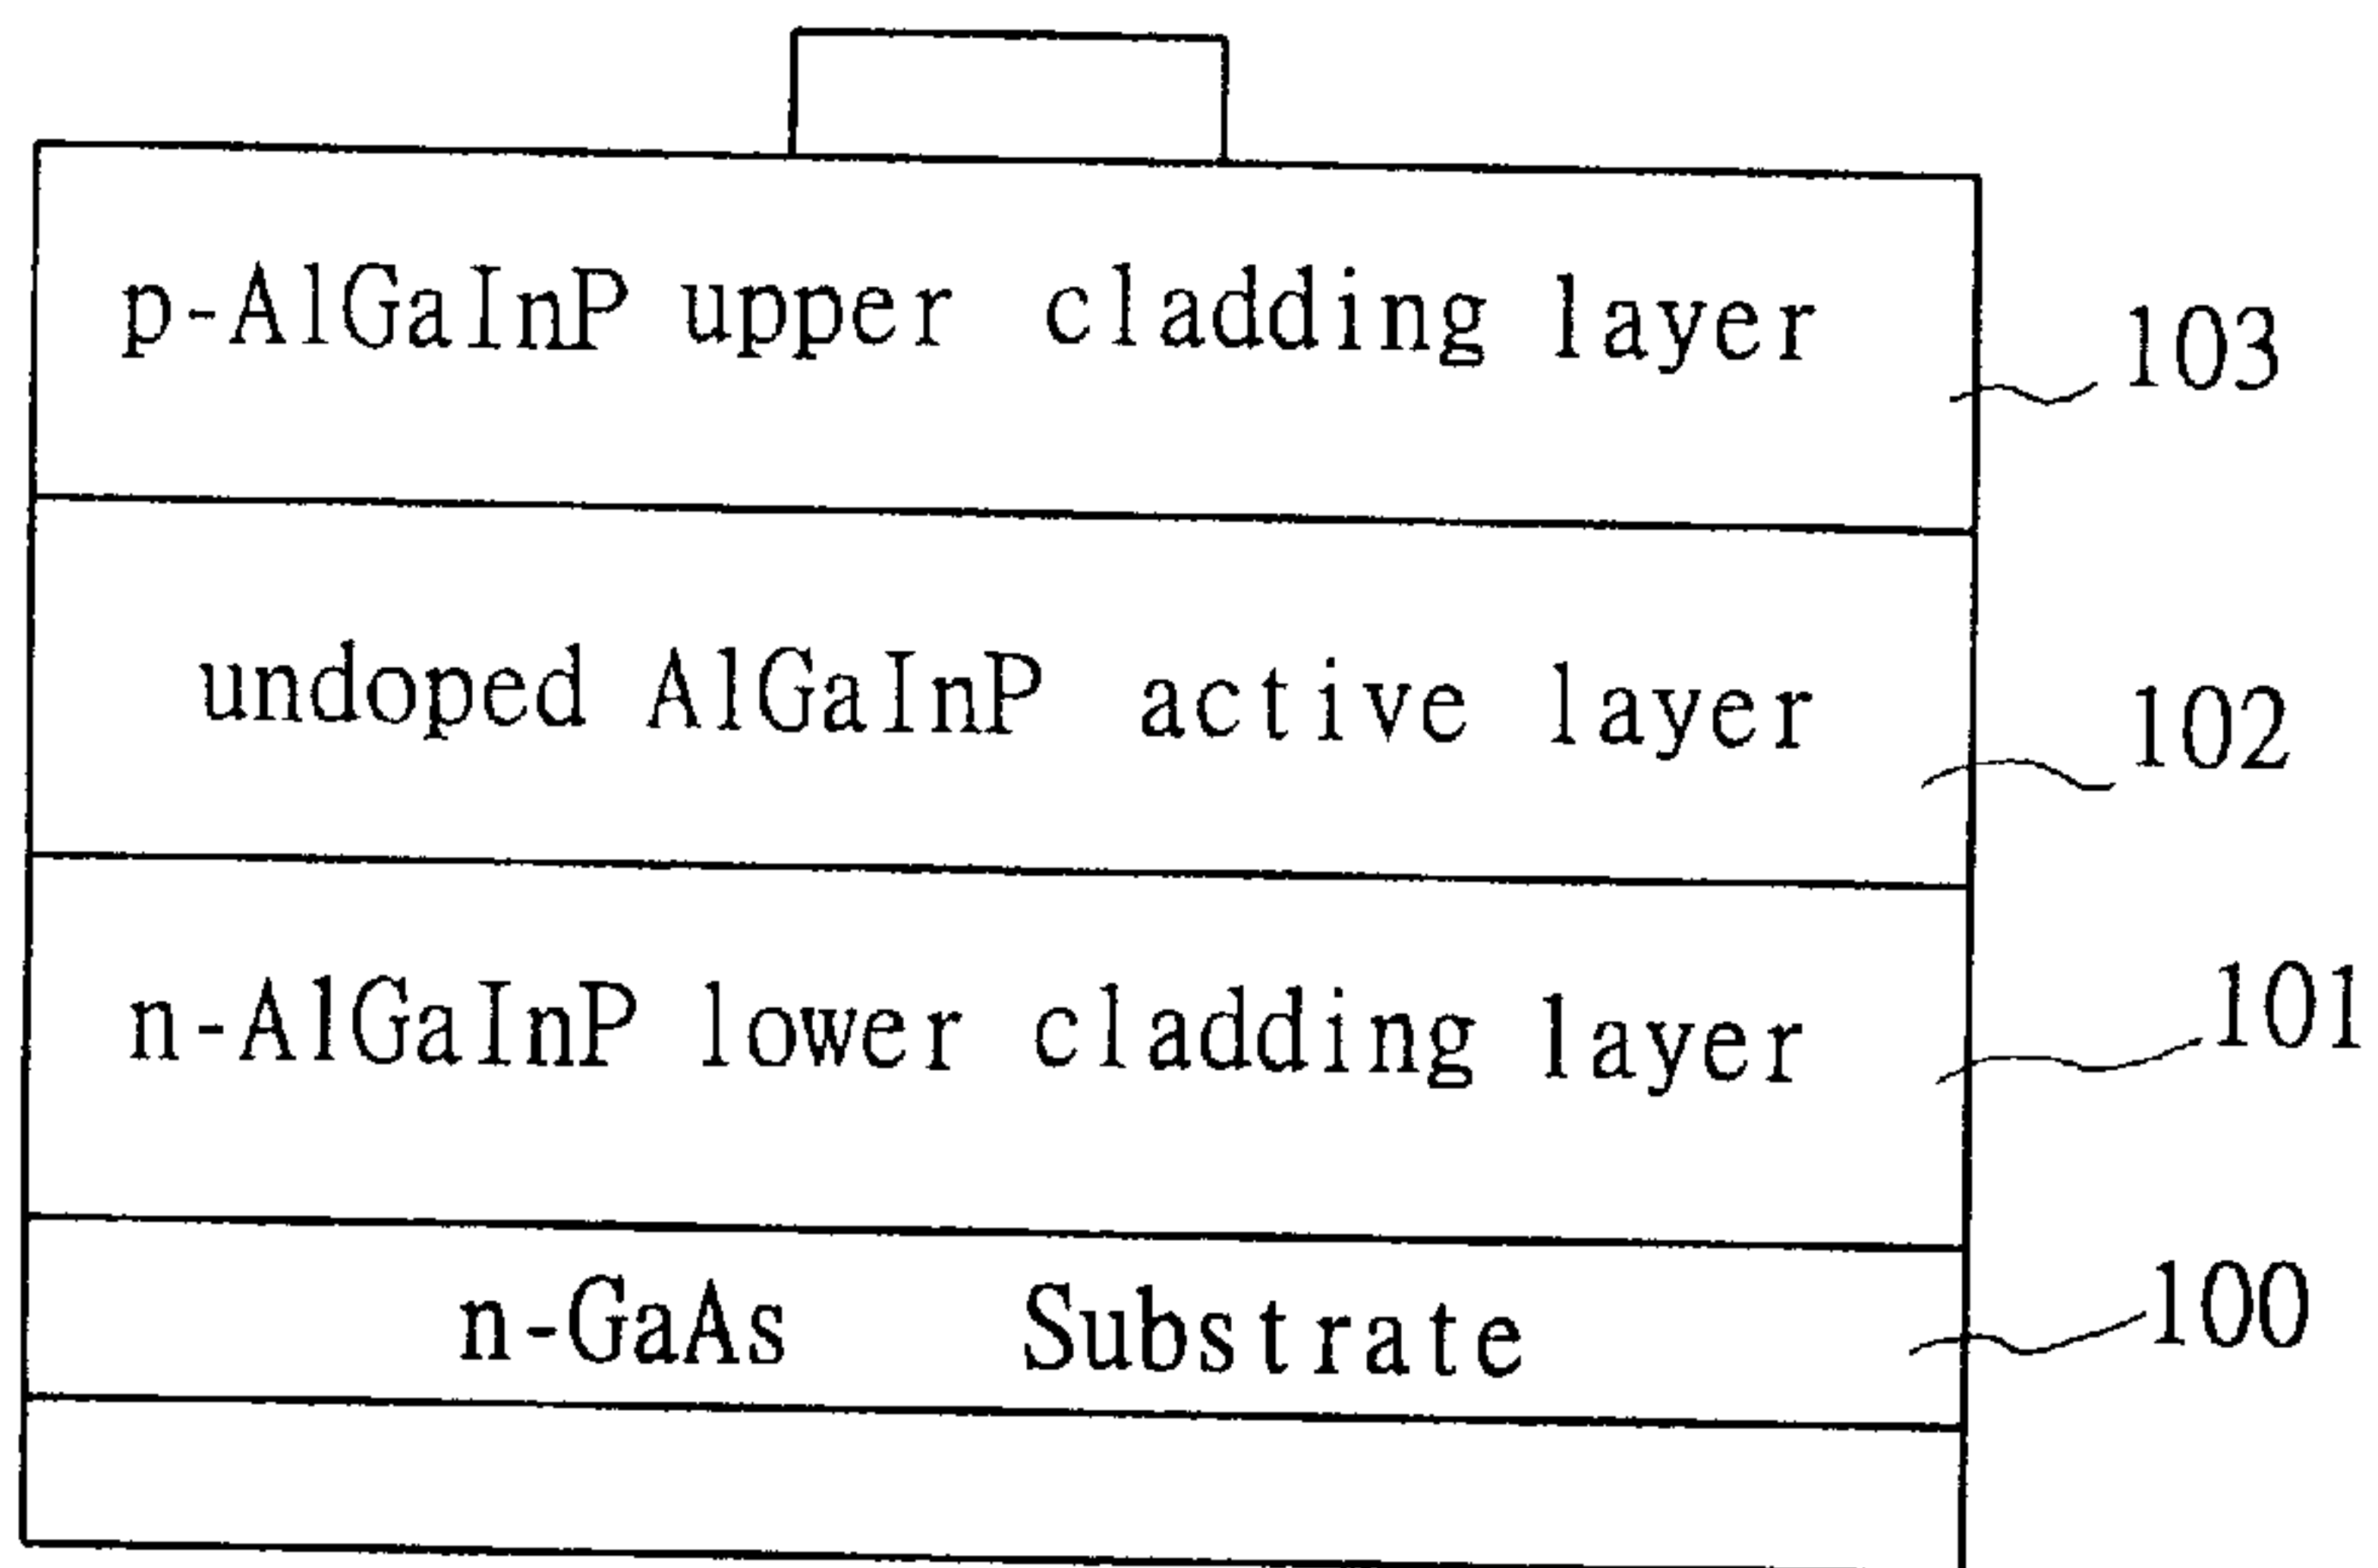 p-AlGaInP upper cladding layer
103
undoped AlGaInP active layer
102
n-AlGaInP lower cladding layer
101
n-GaAs Substrate
100